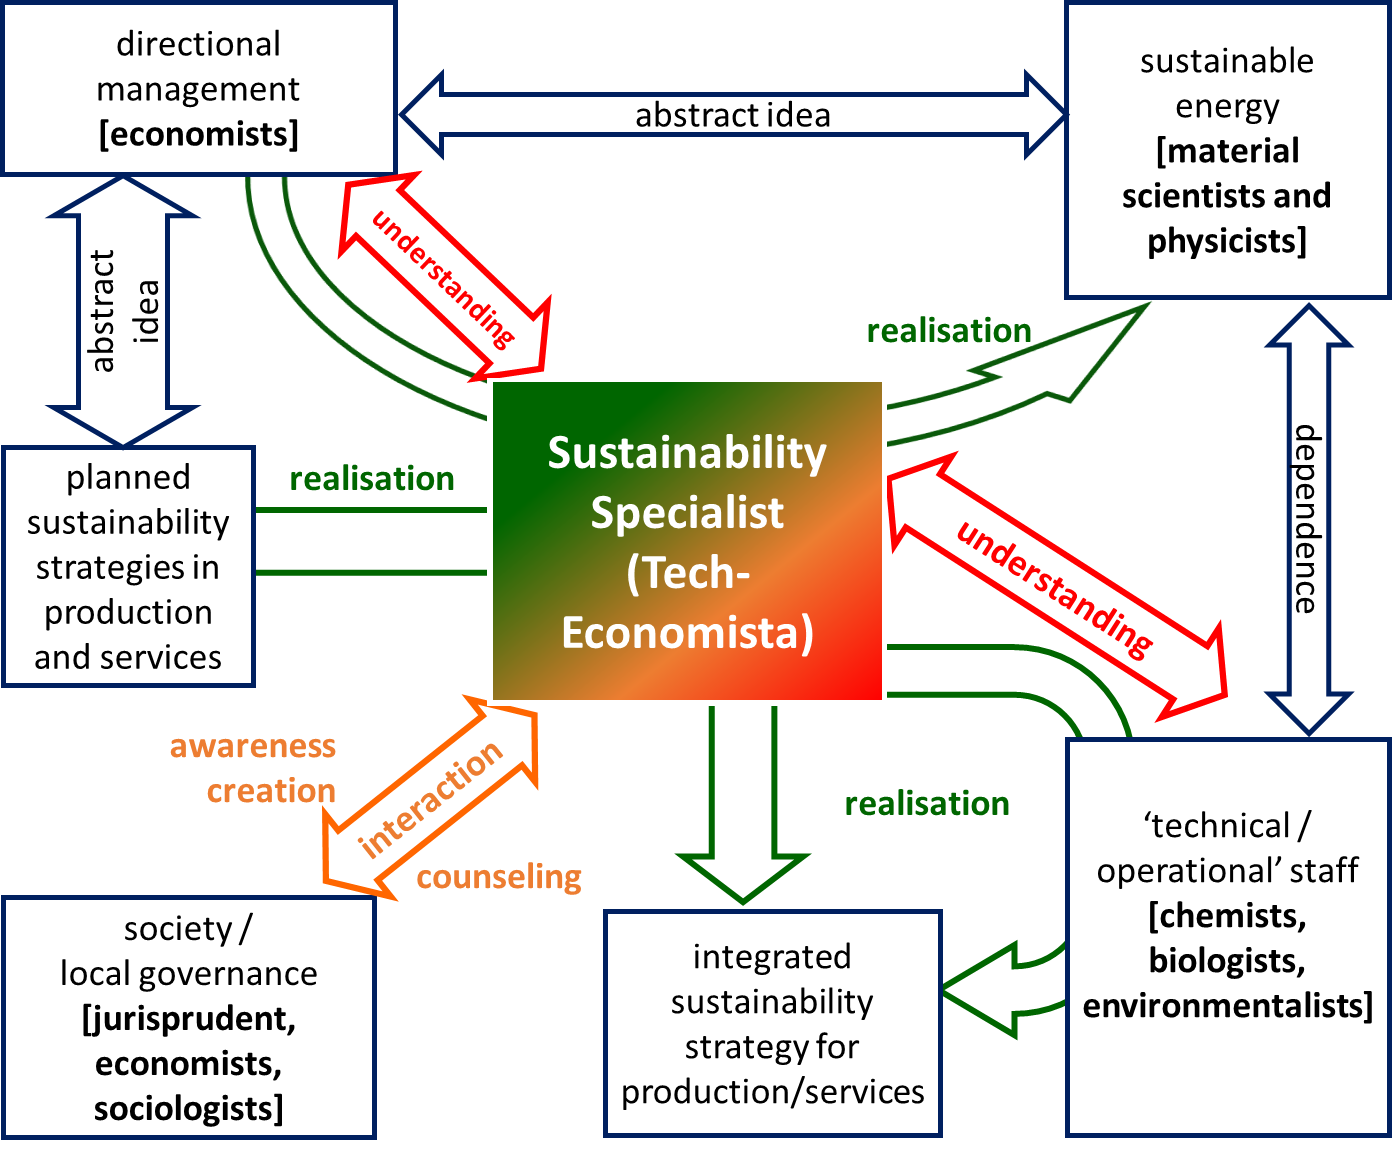 directional
management
[economists]
abstract idea
sustainable
energy
[material
scientists and
physicists]
understanding
abstract
idea
realisation
dependence
planned
sustainability
strategies in
production
and services
realisation
Sustainability
Specialist
(Tech-
Economista)
understanding
awareness
creation
interaction
counseling
realisation
society /
local governance
[jurisprudent,
economists,
sociologists]
integrated
sustainability
strategy for
production/services
‘technical /
operational’ staff
[chemists,
biologists,
environmentalists]